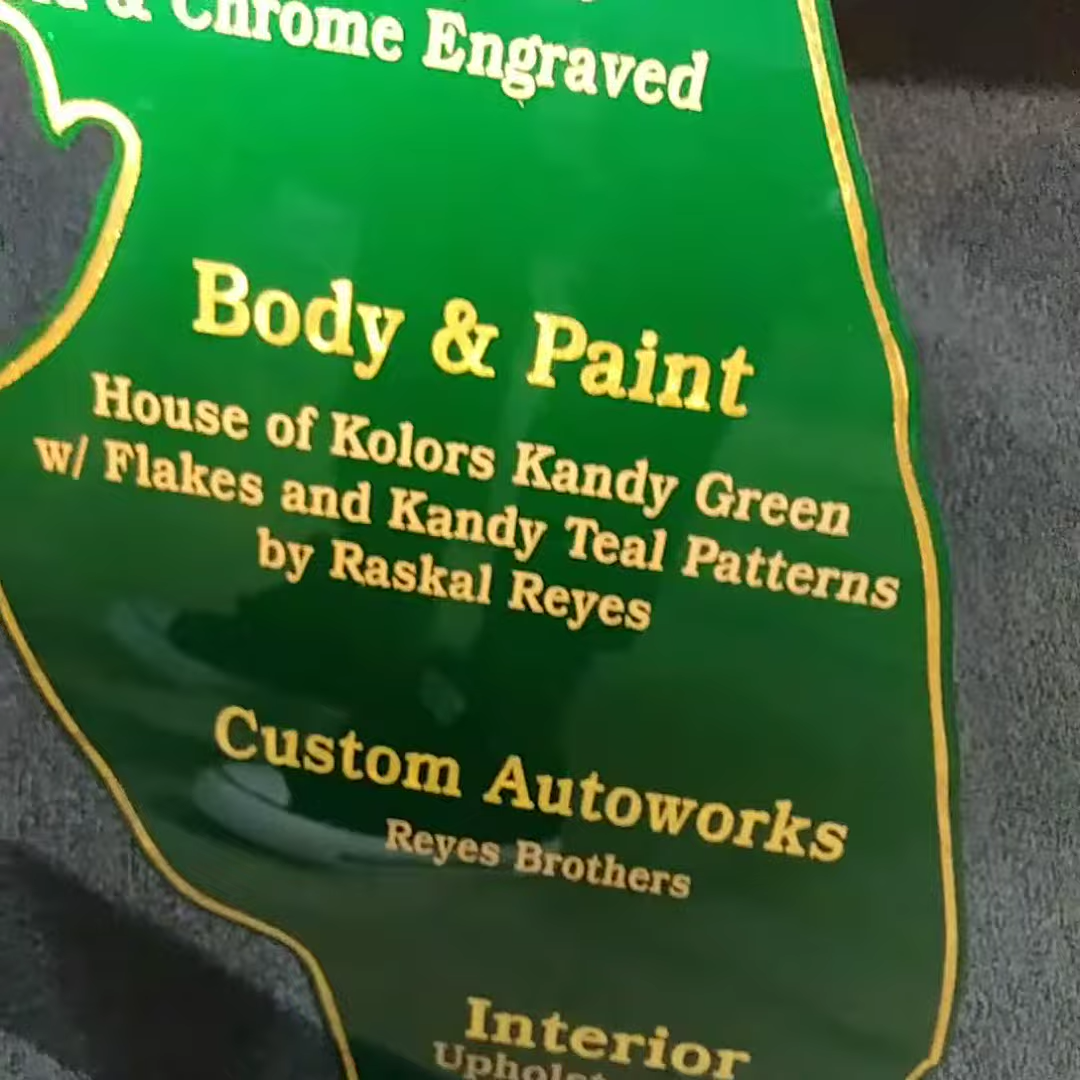 & Chrome Engraved
Body & Paint
House of Kolors Kandy Green
w/ Flakes and Kandy Teal Patterns
by Raskal Reyes
Custom Autoworks
Reyes Brothers
Interior